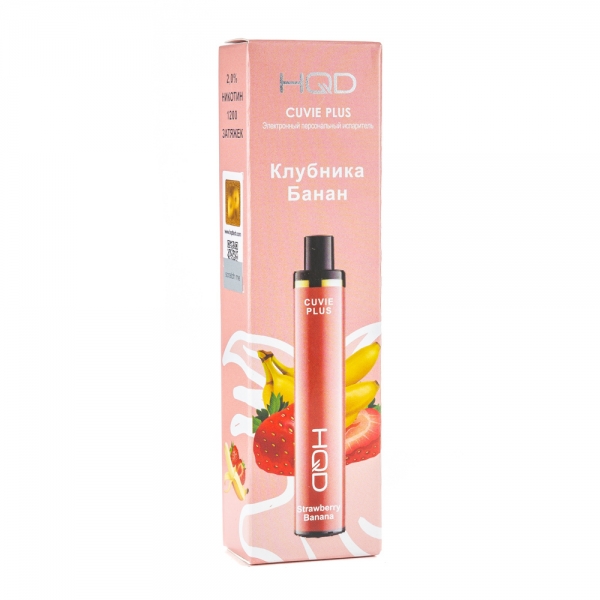 HQD
CUVIE PLUS
Электронный персональный испаритель
Клубника
Банан
CUVIE
PLUS
HQD
Strawberry
Banana
2.0%
НИКОТИН
1200
ЗАТЯЖЕК